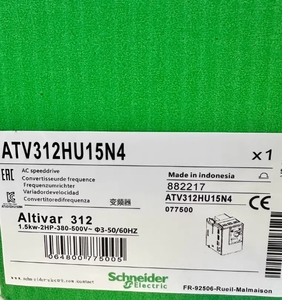 ATV312HU15N4
x1
AC speeddrive
Convertisseurde frequence
Frequenzumrichter
Variadordevelocidad
Convertitoredifrequenza
变频器
Made in indonesia
882217
ATV312HU15N4
077500
Altivar 312
1.5kw-2HP-380-500V~ Φ3-50/60HZ
064800775005
Schneider
Electric
FR-92506-Rueil-Malmaison